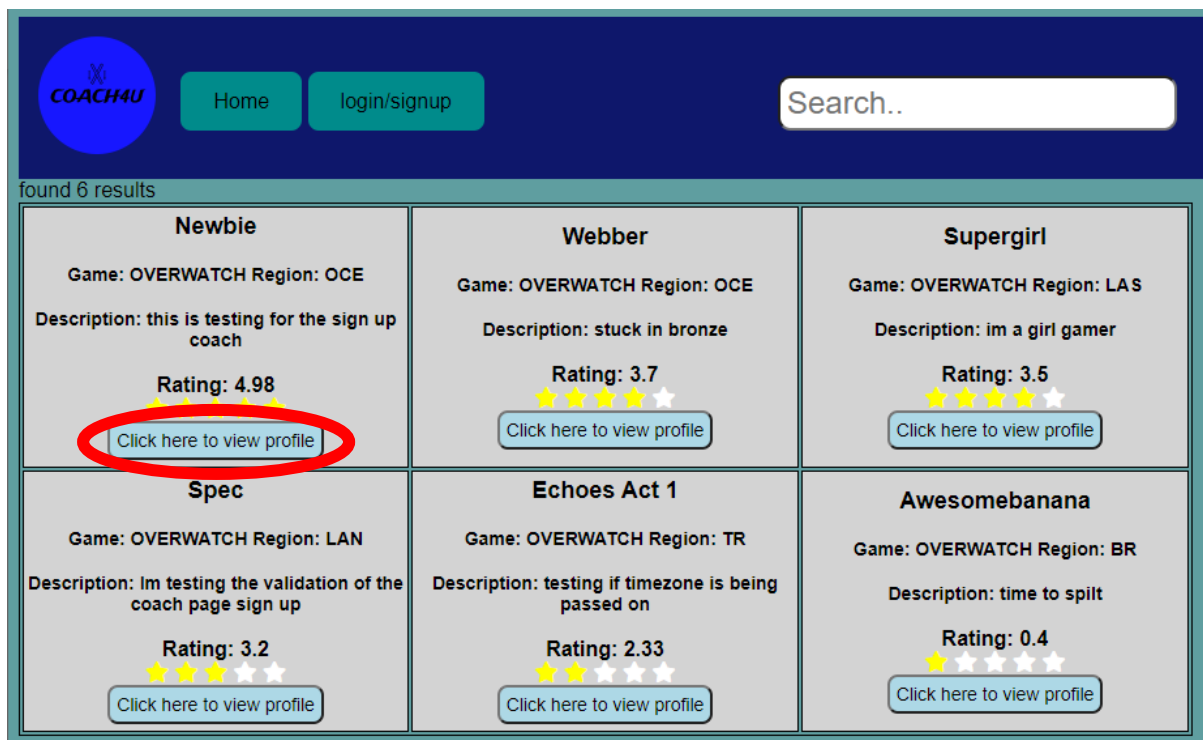 COACH4U
Home
login/signup
Search..
found 6 results
Newbie
Game: OVERWATCH Region: OCE
Description: this is testing for the sign up
coach
Rating: 4.98
Click here to view profile
Webber
Game: OVERWATCH Region: OCE
Description: stuck in bronze
Rating: 3.7
Click here to view profile
Supergirl
Game: OVERWATCH Region: LAS
Description: im a girl gamer
Rating: 3.5
Click here to view profile
Spec
Game: OVERWATCH Region: LAN
Description: Im testing the validation of the
coach page sign up
Rating: 3.2
Click here to view profile
Echoes Act 1
Game: OVERWATCH Region: TR
Description: testing if timezone is being
passed on
Rating: 2.33
Click here to view profile
Awesomebanana
Game: OVERWATCH Region: BR
Description: time to spilt
Rating: 0.4
Click here to view profile